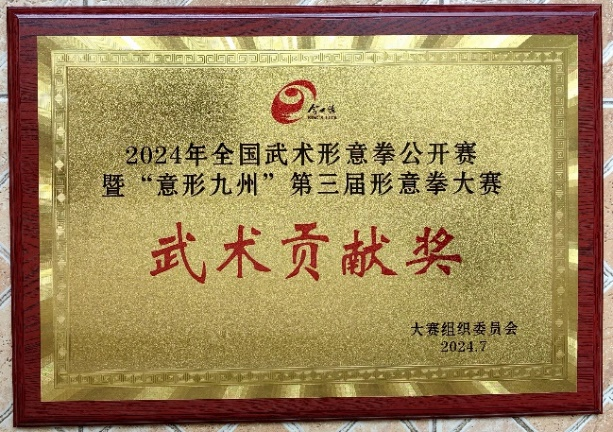 2024年全国武术形意拳公开赛
暨“意形九州”第三届形意拳大赛
武术贡献奖
大赛组织委员会
2024.7